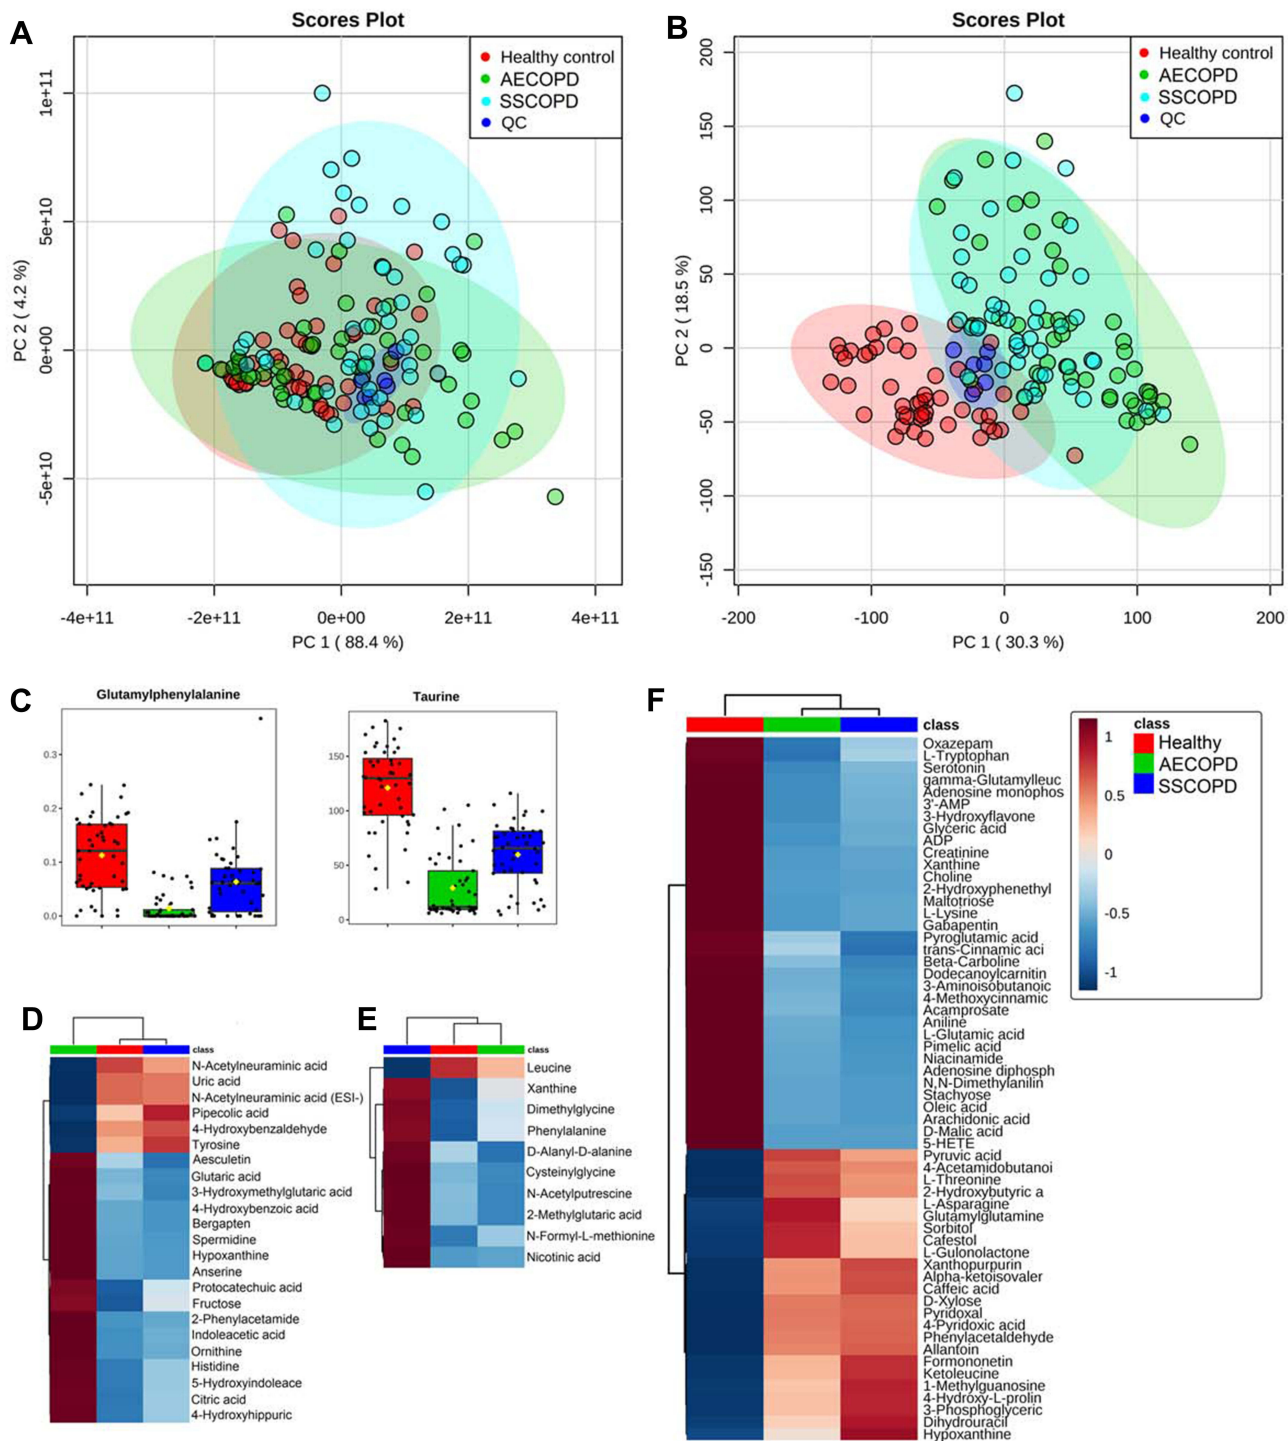 A
Scores Plot
Healthy control
AECOPD
SSCOPD
QC
1e+11
5e+10
0e+00
-5e+10
PC 2 ( 4.2 %)
-4e+11
-2e+11
0e+00
2e+11
4e+11
PC 1 ( 88.4 %)
B
Scores Plot
Healthy control
AECOPD
SSCOPD
QC
200
150
100
50
0
-50
-100
-150
PC 2 ( 18.5 %)
-200
-100
0
100
200
PC 1 ( 30.3 %)
C
Glutamylphenylalanine
0.3
0.2
0.1
0.0
Taurine
150
100
50
0
D
class
N-Acetylneuraminic acid
Uric acid
N-Acetylneuraminic acid (ESI-)
Pipecolic acid
4-Hydroxybenzaldehyde
Tyrosine
Aesculetin
Glutaric acid
3-Hydroxymethylglutaric acid
4-Hydroxybenzoic acid
Bergapten
Spermidine
Hypoxanthine
Anserine
Protocatechuic acid
Fructose
2-Phenylacetamide
Indoleacetic acid
Ornithine
Histidine
5-Hydroxyindoleace
Citric acid
4-Hydroxyhippuric
E
class
Leucine
Xanthine
Dimethylglycine
Phenylalanine
D-Alanyl-D-alanine
Cysteinylglycine
N-Acetylputrescine
2-Methylglutaric acid
N-Formyl-L-methionine
Nicotinic acid
F
class
Oxazepam
L-Tryptophan
Serotonin
gamma-Glutamylleuc
Adenosine monophos
3'-AMP
3-Hydroxyflavone
Glyceric acid
ADP
Creatinine
Xanthine
Choline
2-Hydroxyphenethyl
Maltotriose
L-Lysine
Gabapentin
Pyroglutamic acid
trans-Cinnamic aci
Beta-Carboline
Dodecanoylcarnitin
3-Aminoisobutanoic
4-Methoxycinnamic
Acamprosate
Aniline
L-Glutamic acid
Pimelic acid
Niacinamide
Adenosine diphosph
N,N-Dimethylanilin
Stachyose
Oleic acid
Arachidonic acid
D-Malic acid
5-HETE
Pyruvic acid
4-Acetamidobutanoi
L-Threonine
2-Hydroxybutyric a
L-Asparagine
Glutamylglutamine
Sorbitol
Cafestol
L-Gulonolactone
Xanthopurpurin
Alpha-ketoisovaler
Caffeic acid
D-Xylose
Pyridoxal
4-Pyridoxic acid
Phenylacetaldehyde
Allantoin
Formononetin
Ketoleucine
1-Methylguanosine
4-Hydroxy-L-prolin
3-Phosphoglyceric
Dihydrouracil
Hypoxanthine
class
Healthy
AECOPD
SSCOPD
1
0.5
0
-0.5
-1